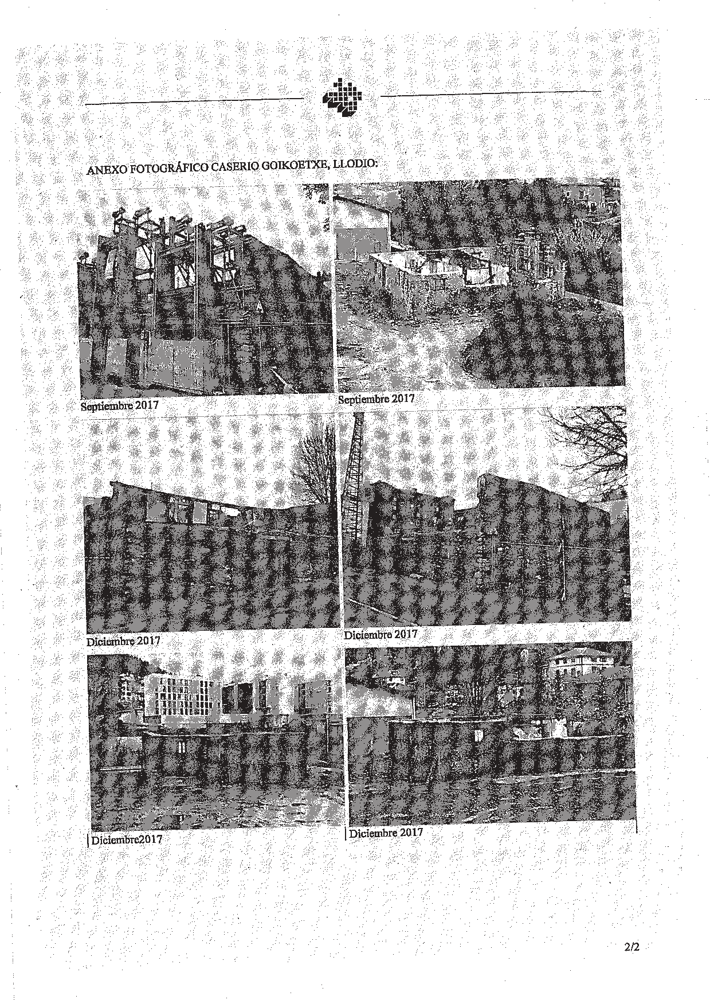 ANEXO FOTOGRÁFICO CASERIO GOIKOETXE, LLODIO:
Septiembre 2017
Septiembre 2017
Diciembre 2017
Diciembre 2017
Diciembre2017
Diciembre 2017
2/2